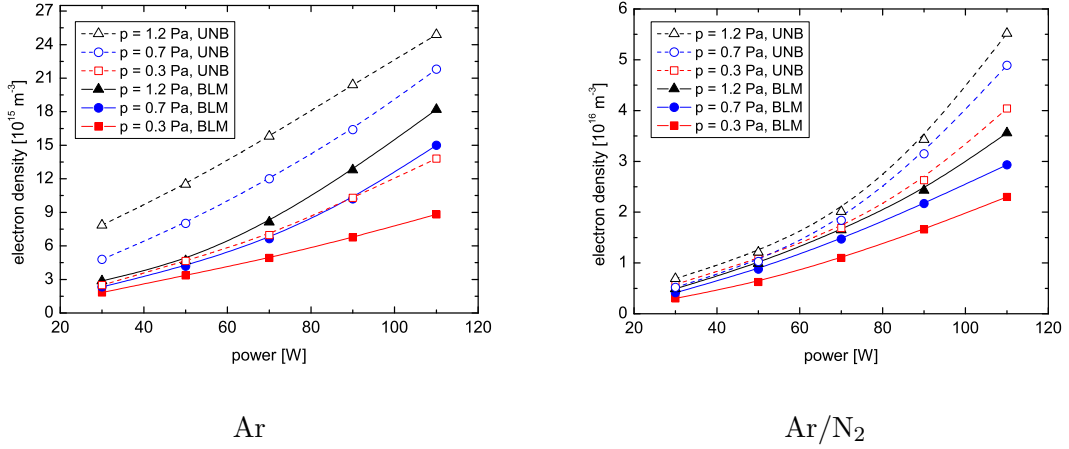 27
24
21
18
15
12
9
6
3
0
electron density [10¹⁵ m⁻³]
p = 1.2 Pa, UNB
p = 0.7 Pa, UNB
p = 0.3 Pa, UNB
p = 1.2 Pa, BLM
p = 0.7 Pa, BLM
p = 0.3 Pa, BLM
20 40 60 80 100 120
power [W]
Ar
6
5
4
3
2
1
0
electron density [10¹⁶ m⁻³]
p = 1.2 Pa, UNB
p = 0.7 Pa, UNB
p = 0.3 Pa, UNB
p = 1.2 Pa, BLM
p = 0.7 Pa, BLM
p = 0.3 Pa, BLM
20 40 60 80 100 120
power [W]
Ar/N₂